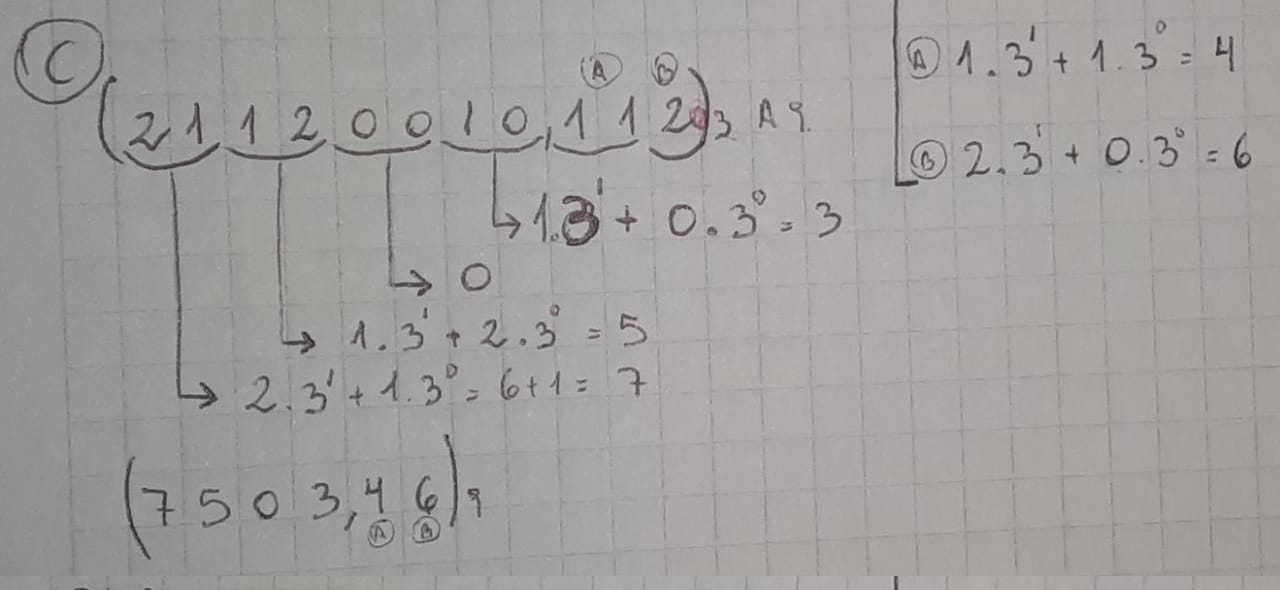 C
(2 1 1 2 0 0 1 0, 1 1 2 0)3 A 9
A B
1.3¹ + 0.3⁰ = 3
0
1.3¹ + 2.3⁰ = 5
2.3¹ + 1.3⁰ = 6+1 = 7
(7 5 0 3, 4 6)9
A B
A 1.3¹ + 1.3⁰ = 4
B 2.3¹ + 0.3⁰ = 6